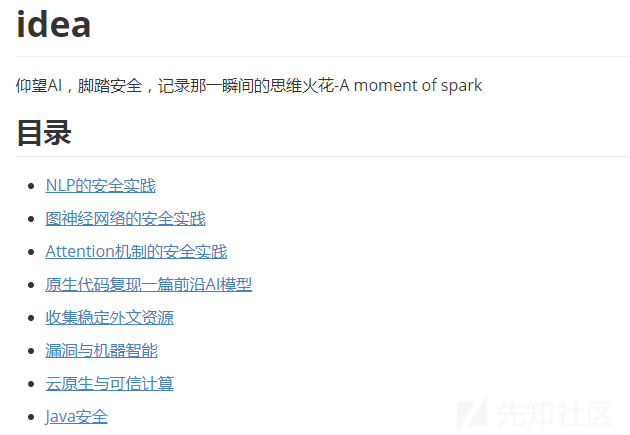 idea
仰望AI，脚踏安全，记录那一瞬间的思维火花-A moment of spark
目录
NLP的安全实践
图神经网络的安全实践
Attention机制的安全实践
原生代码复现一篇前沿AI模型
收集稳定外文资源
漏洞与机器智能
云原生与可信计算
Java安全
先知社区